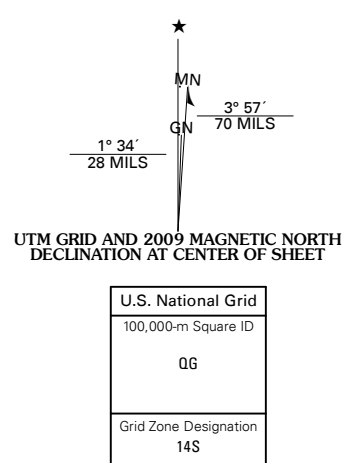 ★
MN
3° 57´
70 MILS
GN
1° 34´
28 MILS
UTM GRID AND 2009 MAGNETIC NORTH
DECLINATION AT CENTER OF SHEET
U.S. National Grid
100,000-m Square ID
QG
Grid Zone Designation
14S